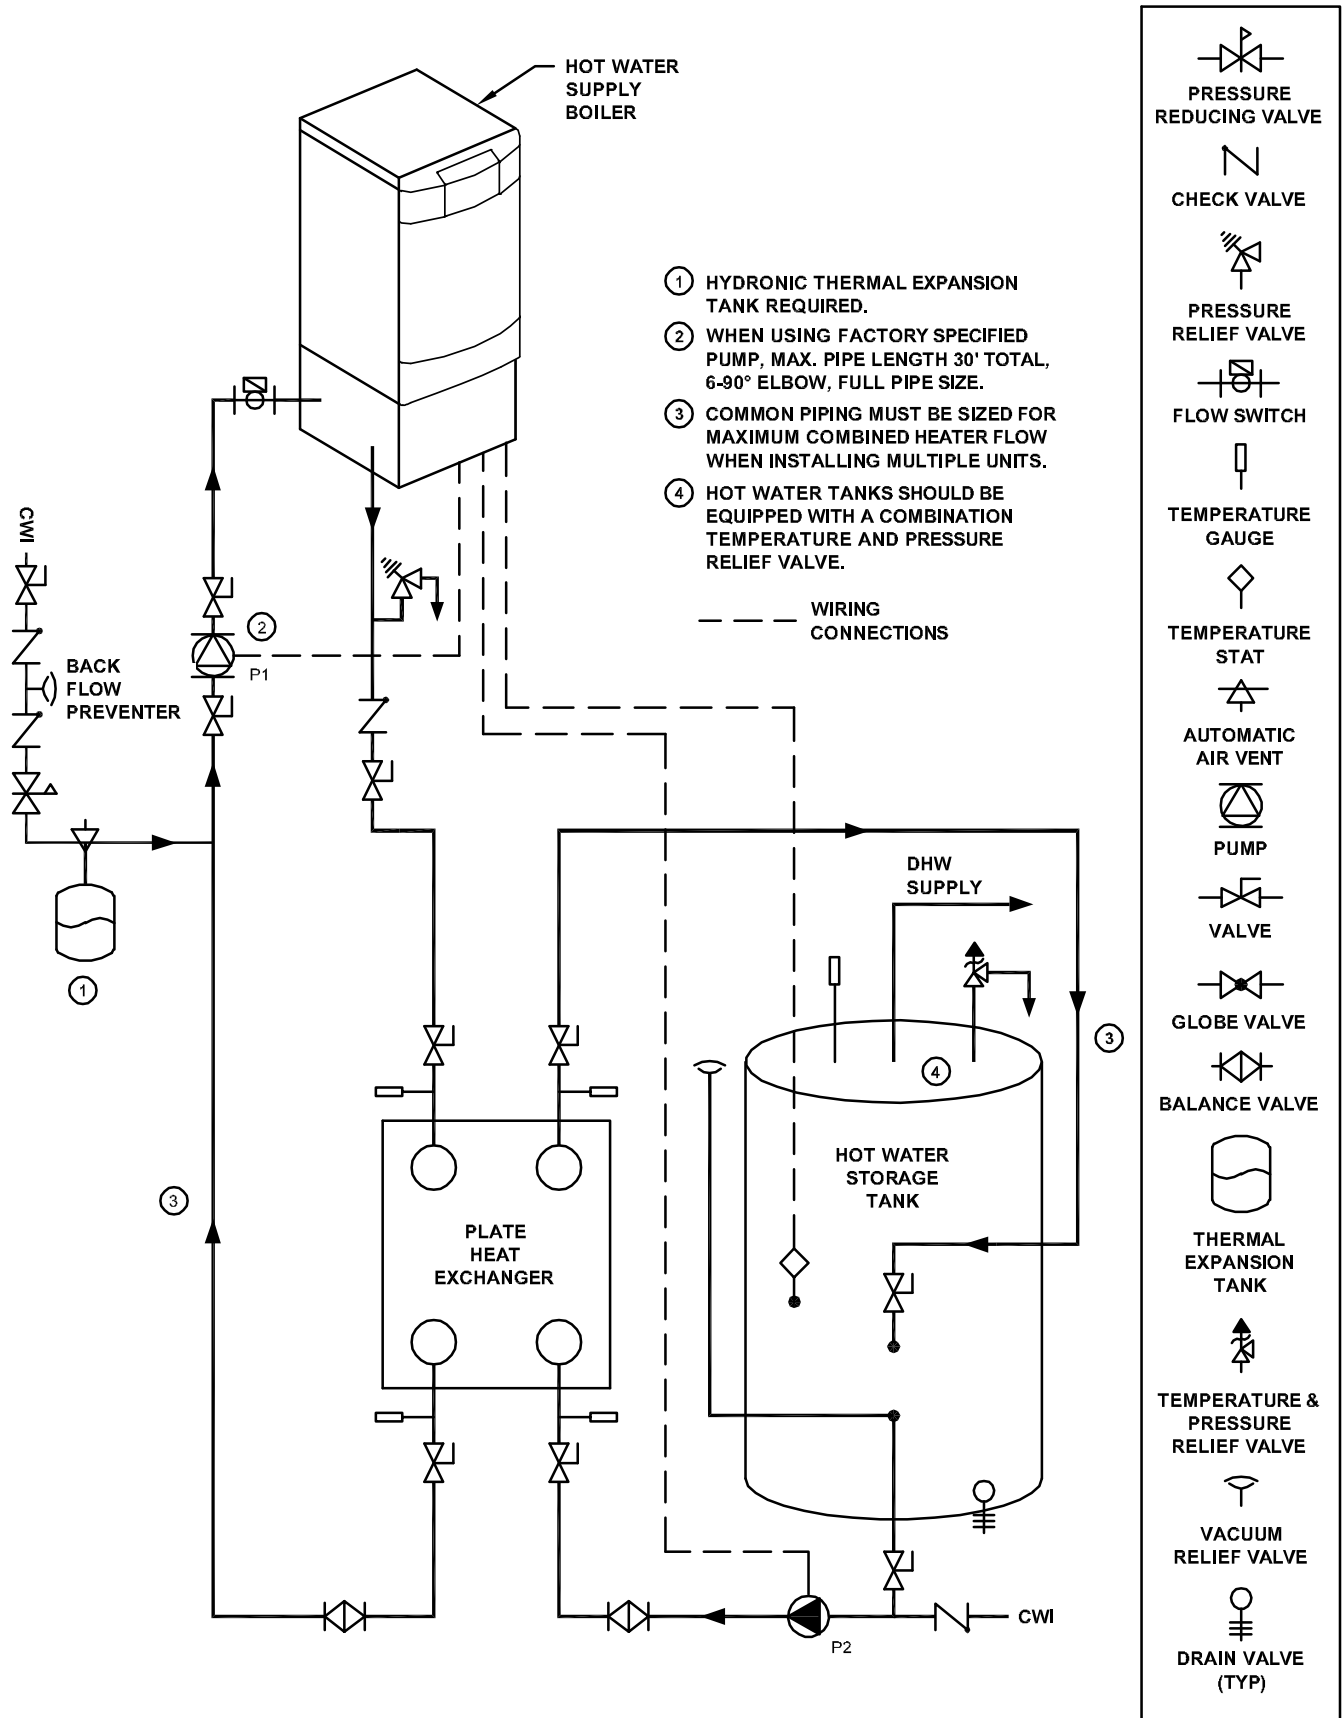 HOT WATER
SUPPLY
BOILER
1 HYDRONIC THERMAL EXPANSION
TANK REQUIRED.
2 WHEN USING FACTORY SPECIFIED
PUMP, MAX. PIPE LENGTH 30' TOTAL,
6-90° ELBOW, FULL PIPE SIZE.
3 COMMON PIPING MUST BE SIZED FOR
MAXIMUM COMBINED HEATER FLOW
WHEN INSTALLING MULTIPLE UNITS.
4 HOT WATER TANKS SHOULD BE
EQUIPPED WITH A COMBINATION
TEMPERATURE AND PRESSURE
RELIEF VALVE.
WIRING
CONNECTIONS
CWI
2
P1
BACK
FLOW
PREVENTER
1
DHW
SUPPLY
3
4
HOT WATER
STORAGE
TANK
3
PLATE
HEAT
EXCHANGER
CWI
P2
PRESSURE
REDUCING VALVE
CHECK VALVE
PRESSURE
RELIEF VALVE
FLOW SWITCH
TEMPERATURE
GAUGE
TEMPERATURE
STAT
AUTOMATIC
AIR VENT
PUMP
VALVE
GLOBE VALVE
BALANCE VALVE
THERMAL
EXPANSION
TANK
TEMPERATURE &
PRESSURE
RELIEF VALVE
VACUUM
RELIEF VALVE
DRAIN VALVE
(TYP)